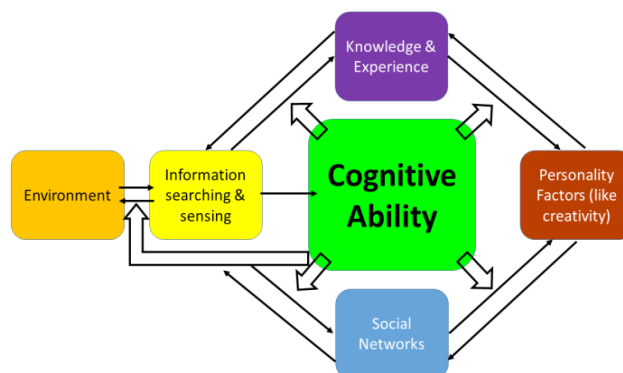 Knowledge &
Experience
Environment
Information
searching &
sensing
Cognitive
Ability
Personality
Factors (like
creativity)
Social
Networks